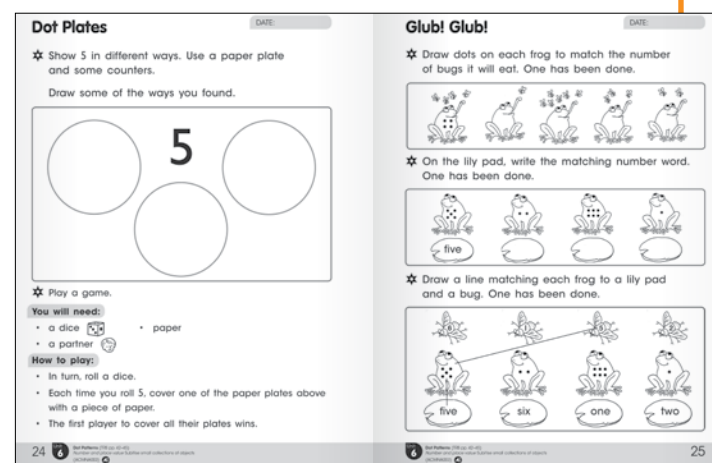 Dot Plates
DATE:
Show 5 in different ways. Use a paper plate
and some counters.
Draw some of the ways you found.
5
Play a game.
You will need:
• a dice
• paper
• a partner
How to play:
• In turn, roll a dice.
• Each time you roll 5, cover one of the paper plates above
with a piece of paper.
• The first player to cover all their plates wins.
24
6
Glub! Glub!
DATE:
Draw dots on each frog to match the number
of bugs it will eat. One has been done.
On the lily pad, write the matching number word.
One has been done.
five
Draw a line matching each frog to a lily pad
and a bug. One has been done.
five
six
one
two
6
25